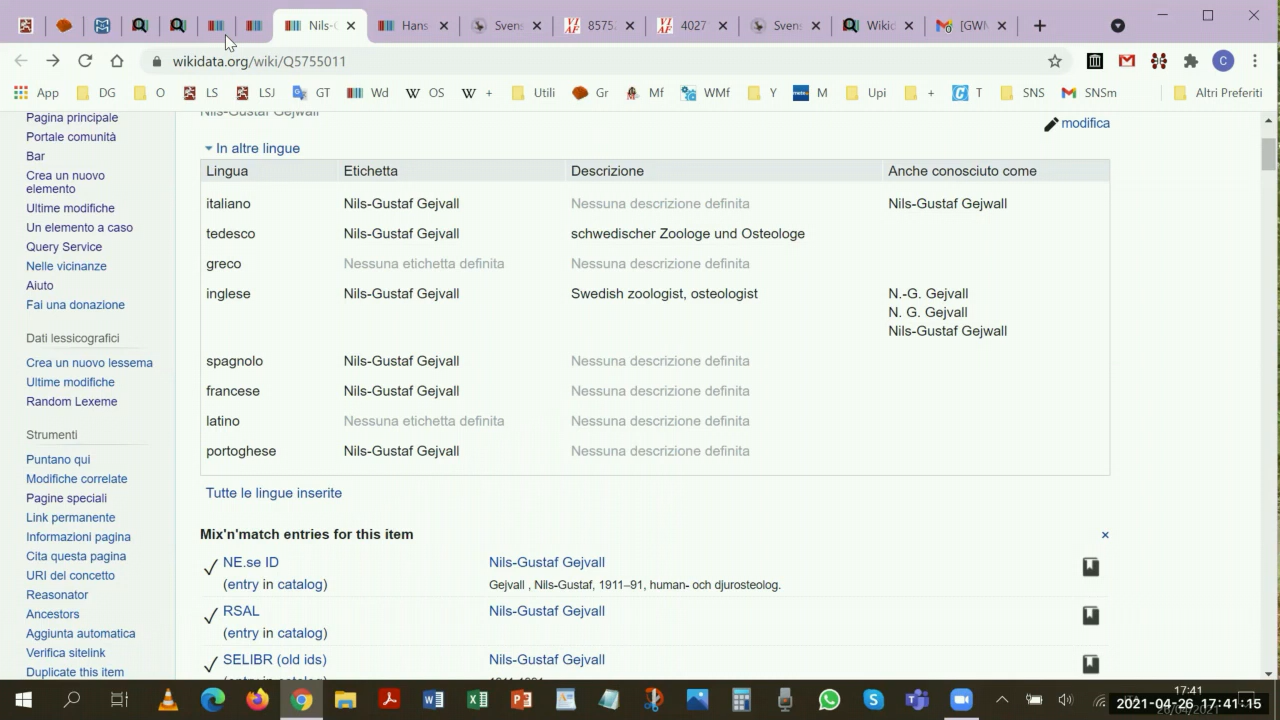 Nils-
Hans
Svens
8575
4027
Svens
Wikid
[GWM
wikidata.org/wiki/Q5755011
C
App
DG
O
LS
LSJ
GT
Wd
OS
+
Utili
Gr
Mf
WMf
Y
M
Upi
+
T
SNS
SNSm
Altri Preferiti
Pagina principale
Portale comunità
Bar
Crea un nuovo
elemento
Ultime modifiche
Un elemento a caso
Query Service
Nelle vicinanze
Aiuto
Fai una donazione
Dati lessicografici
Crea un nuovo lessema
Ultime modifiche
Random Lexeme
Strumenti
Puntano qui
Modifiche correlate
Pagine speciali
Link permanente
Informazioni pagina
Cita questa pagina
URI del concetto
Reasonator
Ancestors
Aggiunta automatica
Verifica sitelink
Duplicate this item
Nils-Gustaf Gejwall
modifica
In altre lingue
Lingua Etichetta Descrizione Anche conosciuto come
italiano Nils-Gustaf Gejvall Nessuna descrizione definita Nils-Gustaf Gejwall
tedesco Nils-Gustaf Gejvall schwedischer Zoologe und Osteologe
greco Nessuna etichetta definita Nessuna descrizione definita
inglese Nils-Gustaf Gejvall Swedish zoologist, osteologist N.-G. Gejvall
N. G. Gejvall
Nils-Gustaf Gejwall
spagnolo Nils-Gustaf Gejvall Nessuna descrizione definita
francese Nils-Gustaf Gejvall Nessuna descrizione definita
latino Nessuna etichetta definita Nessuna descrizione definita
portoghese Nils-Gustaf Gejvall Nessuna descrizione definita
Tutte le lingue inserite
Mix'n'match entries for this item
NE.se ID Nils-Gustaf Gejvall
(entry in catalog) Gejvall , Nils-Gustaf, 1911–91, human- och djurosteolog.
RSAL Nils-Gustaf Gejvall
(entry in catalog)
SELIBR (old ids) Nils-Gustaf Gejvall
17:41
2021-04-26 17:41:15